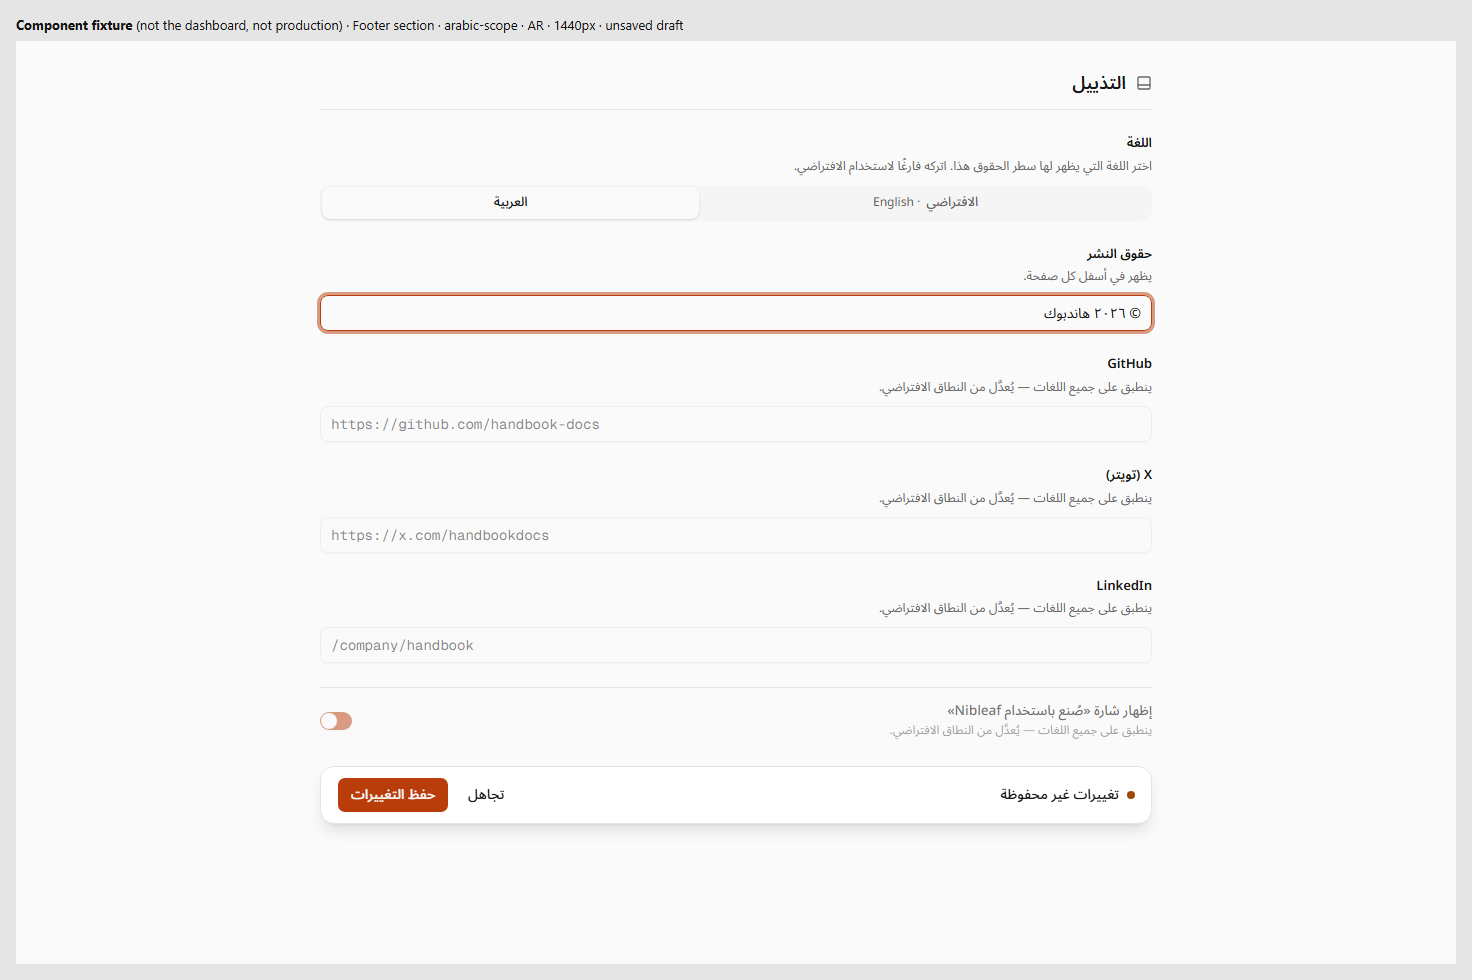 Component fixture (not the dashboard, not production) · Footer section · arabic-scope · AR · 1440px · unsaved draft
التذييل
اللغة
اختر اللغة التي يظهر لها سطر الحقوق هذا. اتركه فارغًا لاستخدام الافتراضي.
الافتراضي · English
العربية
حقوق النشر
يظهر في أسفل كل صفحة.
© ٢٠٢٦ هاندبوك
GitHub
ينطبق على جميع اللغات — يُعدَّل من النطاق الافتراضي.
https://github.com/handbook-docs
X (تويتر)
ينطبق على جميع اللغات — يُعدَّل من النطاق الافتراضي.
https://x.com/handbookdocs
LinkedIn
ينطبق على جميع اللغات — يُعدَّل من النطاق الافتراضي.
/company/handbook
إظهار شارة «صُنع باستخدام Nibleaf»
ينطبق على جميع اللغات — يُعدَّل من النطاق الافتراضي.
تغييرات غير محفوظة
تجاهل
حفظ التغييرات